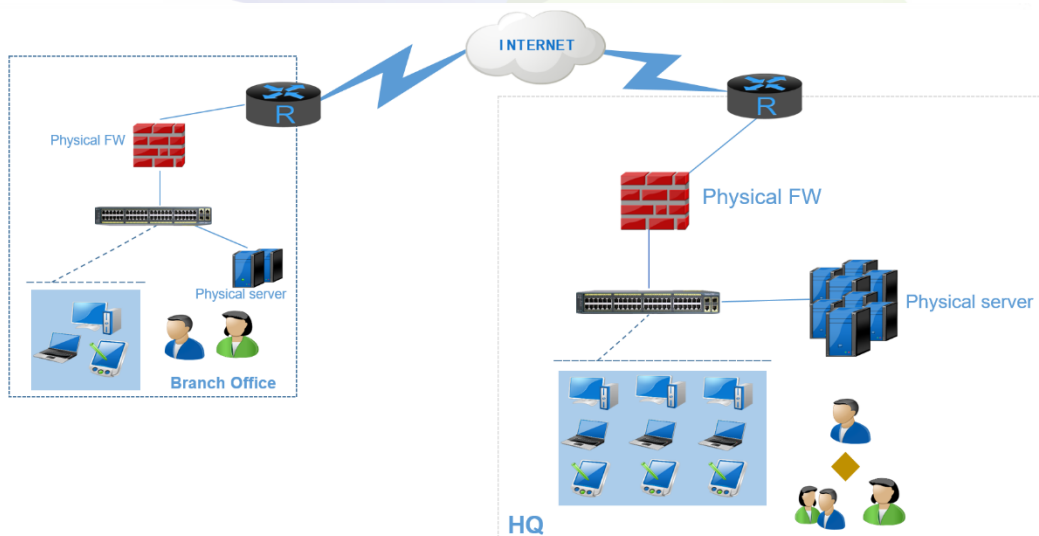 INTERNET
R
Physical FW
Physical server
Branch Office
R
Physical FW
Physical server
HQ